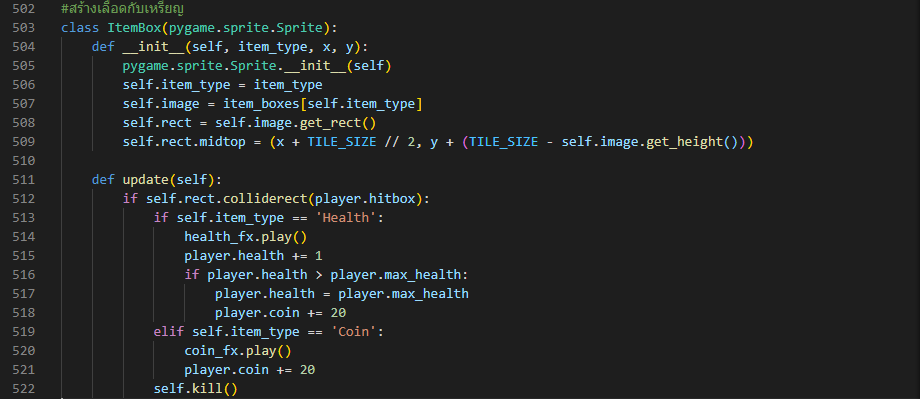 502 #สร้างเลือดกับเหรียญ
503 class ItemBox(pygame.sprite.Sprite):
504     def __init__(self, item_type, x, y):
505         pygame.sprite.Sprite.__init__(self)
506         self.item_type = item_type
507         self.image = item_boxes[self.item_type]
508         self.rect = self.image.get_rect()
509         self.rect.midtop = (x + TILE_SIZE // 2, y + (TILE_SIZE - self.image.get_height()))
510
511     def update(self):
512         if self.rect.colliderect(player.hitbox):
513             if self.item_type == 'Health':
514                 health_fx.play()
515                 player.health += 1
516                 if player.health > player.max_health:
517                     player.health = player.max_health
518                     player.coin += 20
519             elif self.item_type == 'Coin':
520                 coin_fx.play()
521                 player.coin += 20
522             self.kill()